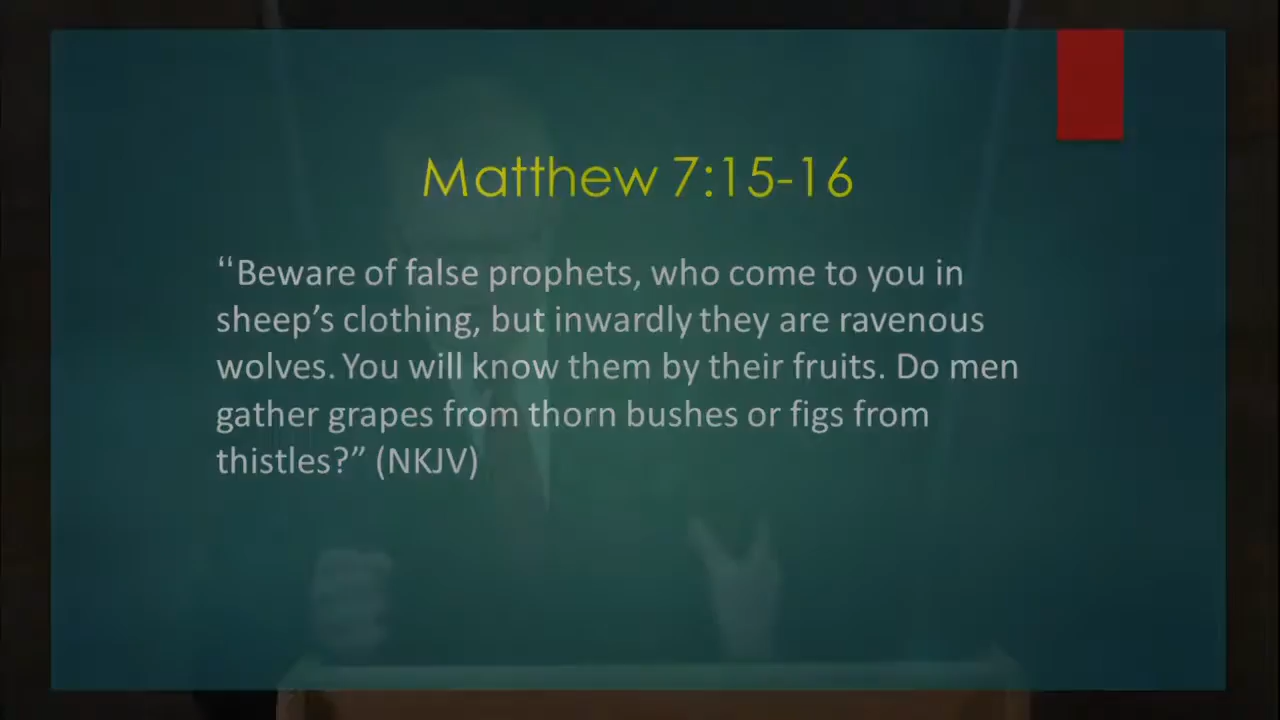 Matthew 7:15-16
“Beware of false prophets, who come to you in
sheep’s clothing, but inwardly they are ravenous
wolves. You will know them by their fruits. Do men
gather grapes from thorn bushes or figs from
thistles?” (NKJV)